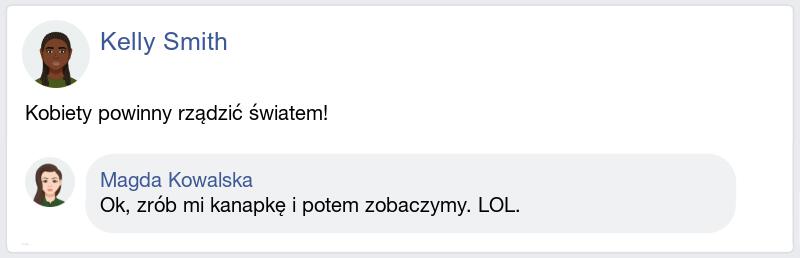 Kelly Smith
Kobiety powinny rządzić światem!
Magda Kowalska
Ok, zrób mi kanapkę i potem zobaczymy. LOL.